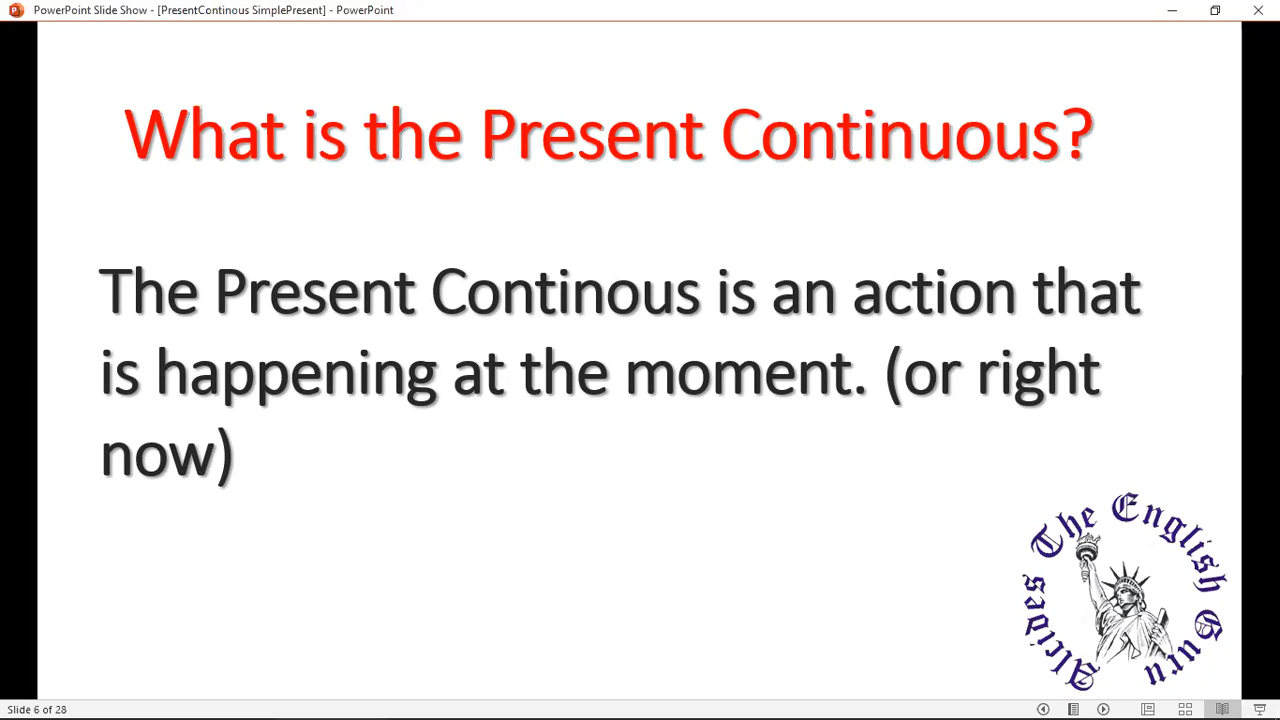 PowerPoint Slide Show - [PresentContinous SimplePresent] - PowerPoint
What is the Present Continuous?
The Present Continous is an action that
is happening at the moment. (or right
now)
Alcides The English Guru
Slide 6 of 28